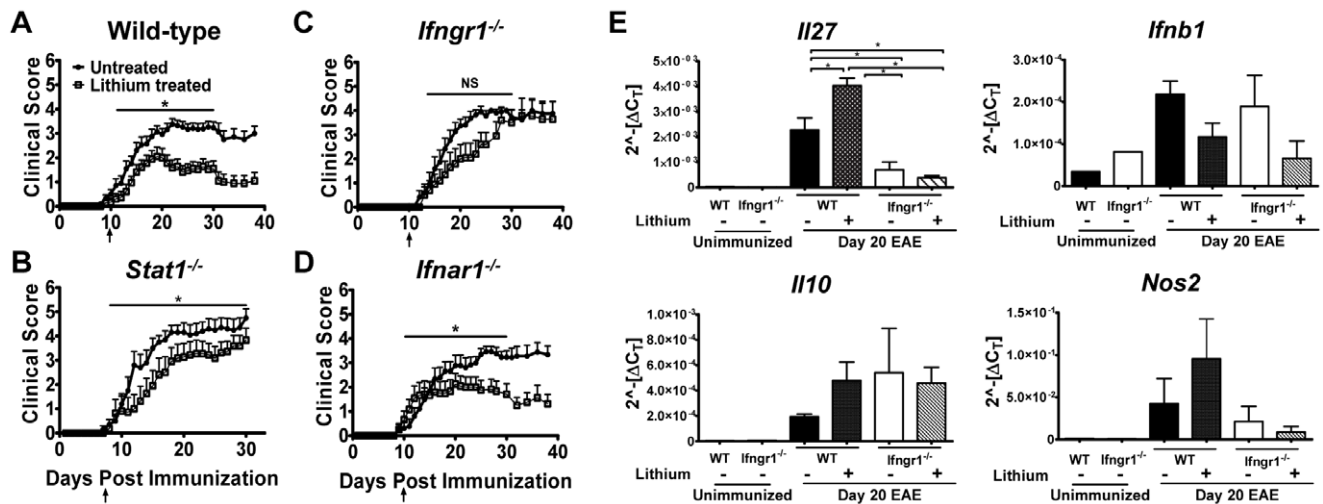 A
Wild-type
Untreated
Lithium treated
*
Clinical Score
6
5
4
3
2
1
0
0 10 20 30 40
B
Stat1-/-
*
Clinical Score
6
5
4
3
2
1
0
0 10 20 30
Days Post Immunization
C
Ifngr1-/-
NS
Clinical Score
6
5
4
3
2
1
0
0 10 20 30 40
D
Ifnar1-/-
*
Clinical Score
6
5
4
3
2
1
0
0 10 20 30 40
Days Post Immunization
E
Il27
2^-[ΔCT]
5×10-03
4×10-03
3×10-03
2×10-03
1×10-03
0
* * * * *
WT Ifngr1-/- WT Ifngr1-/-
Lithium - - - + - +
Unimmunized Day 20 EAE
Ifnb1
2^-[ΔCT]
3.0×10-4
2.0×10-4
1.0×10-4
0
WT Ifngr1-/- WT Ifngr1-/-
Lithium - - - + - +
Unimmunized Day 20 EAE
Il10
2^-[ΔCT]
1.0×10-3
8.0×10-4
6.0×10-4
4.0×10-4
2.0×10-4
0
WT Ifngr1-/- WT Ifngr1-/-
Lithium - - - + - +
Unimmunized Day 20 EAE
Nos2
2^-[ΔCT]
1.5×10-1
1.0×10-1
5.0×10-2
0
WT Ifngr1-/- WT Ifngr1-/-
Lithium - - - + - +
Unimmunized Day 20 EAE